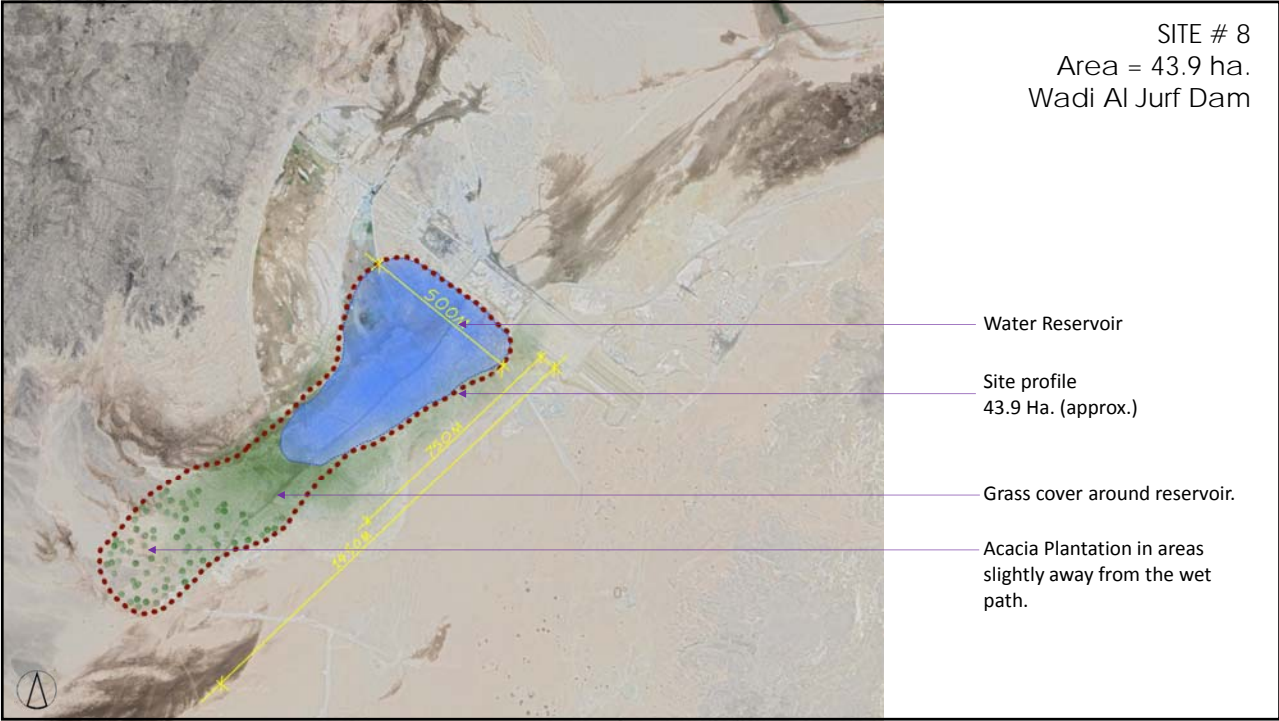 SITE # 8
Area = 43.9 ha.
Wadi Al Jurf Dam
500M
Water Reservoir
Site profile
43.9 Ha. (approx.)
750M
Grass cover around reservoir.
1450M
Acacia Plantation in areas
slightly away from the wet
path.